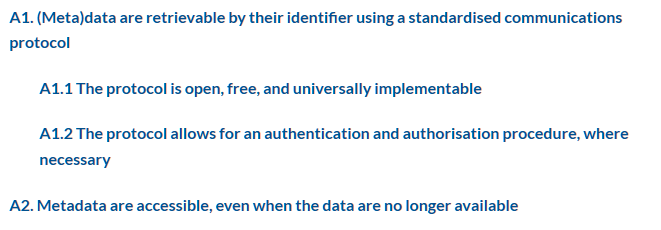 A1. (Meta)data are retrievable by their identifier using a standardised communications
protocol
A1.1 The protocol is open, free, and universally implementable
A1.2 The protocol allows for an authentication and authorisation procedure, where
necessary
A2. Metadata are accessible, even when the data are no longer available